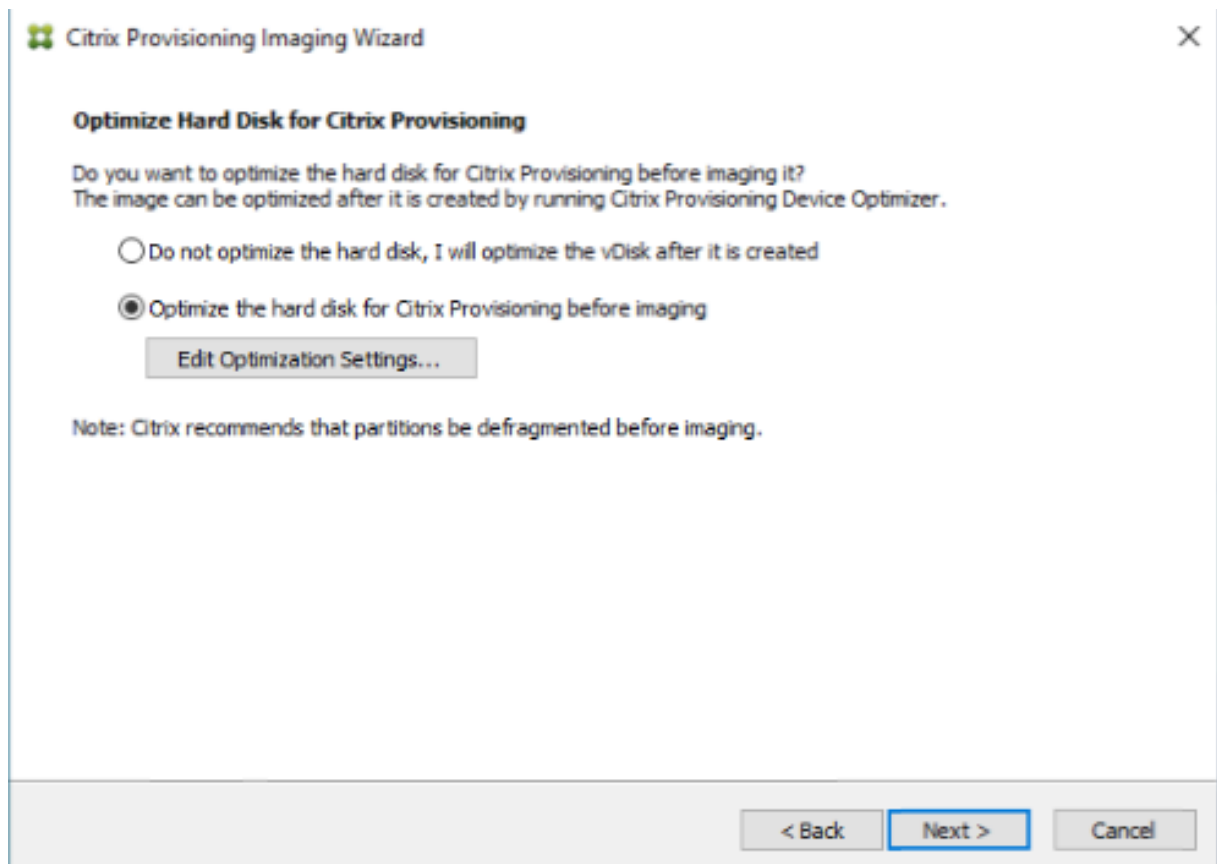 Citrix Provisioning Imaging Wizard
Optimize Hard Disk for Citrix Provisioning
Do you want to optimize the hard disk for Citrix Provisioning before imaging it?
The image can be optimized after it is created by running Citrix Provisioning Device Optimizer.
Do not optimize the hard disk, I will optimize the vDisk after it is created
Optimize the hard disk for Citrix Provisioning before imaging
Edit Optimization Settings...
Note: Citrix recommends that partitions be defragmented before imaging.
< Back Next > Cancel